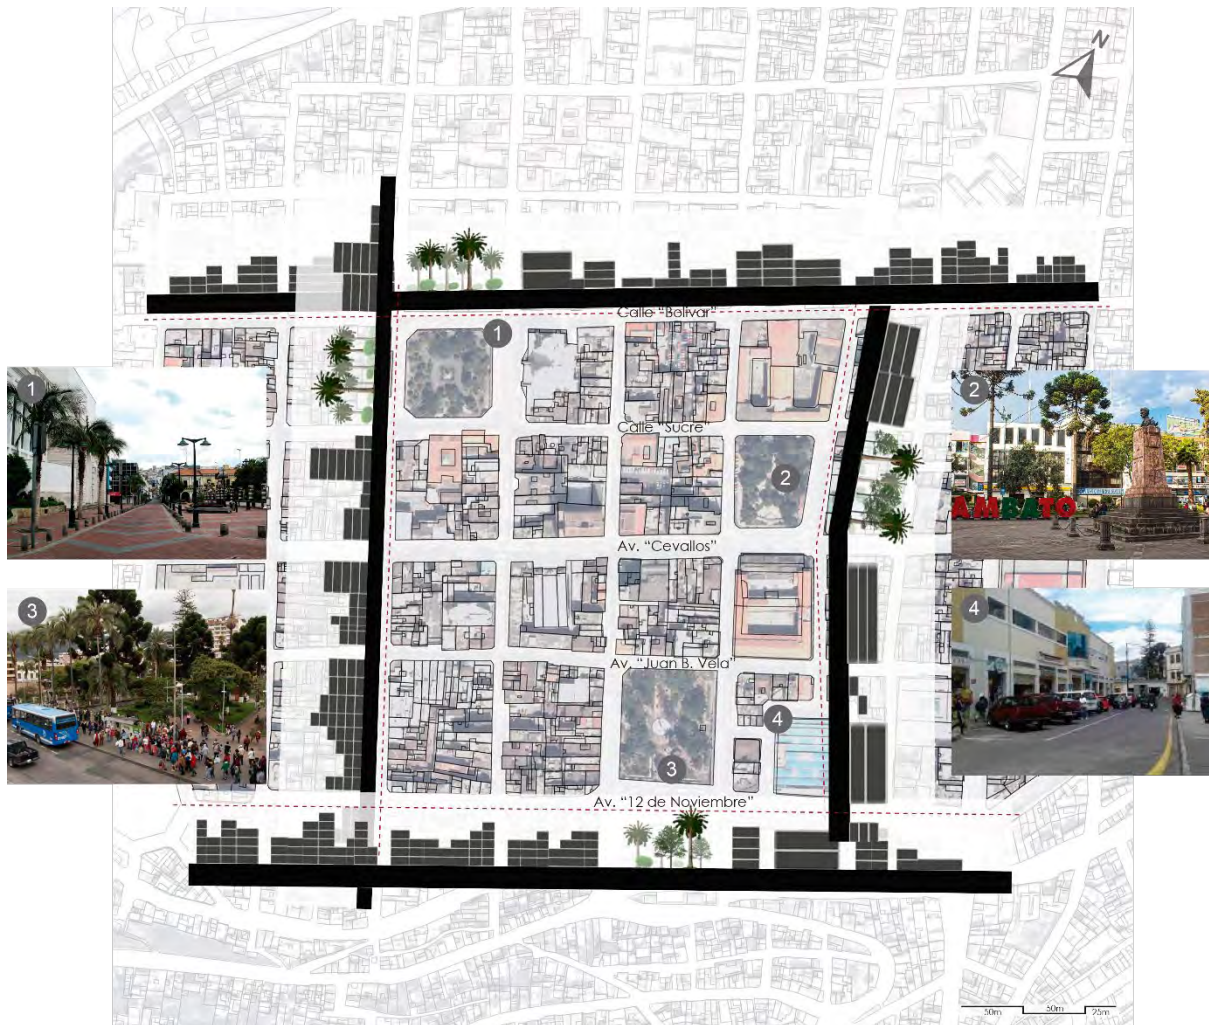 N
Calle "Bolívar"
1
1
2
Calle "Sucre"
2
AMBATO
Av. "Cevallos"
3
4
Av. "Juan B. Vela"
4
3
Av. "12 de Noviembre"
50m 50m 25m